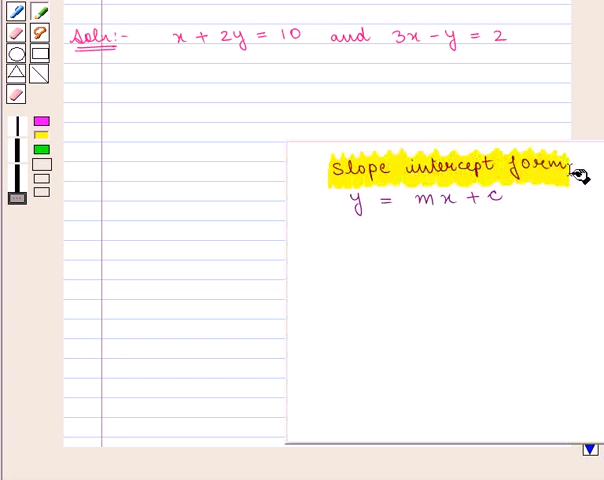 Soln:- x + 2y = 10 and 3x - y = 2
Slope intercept form
y = mx + c